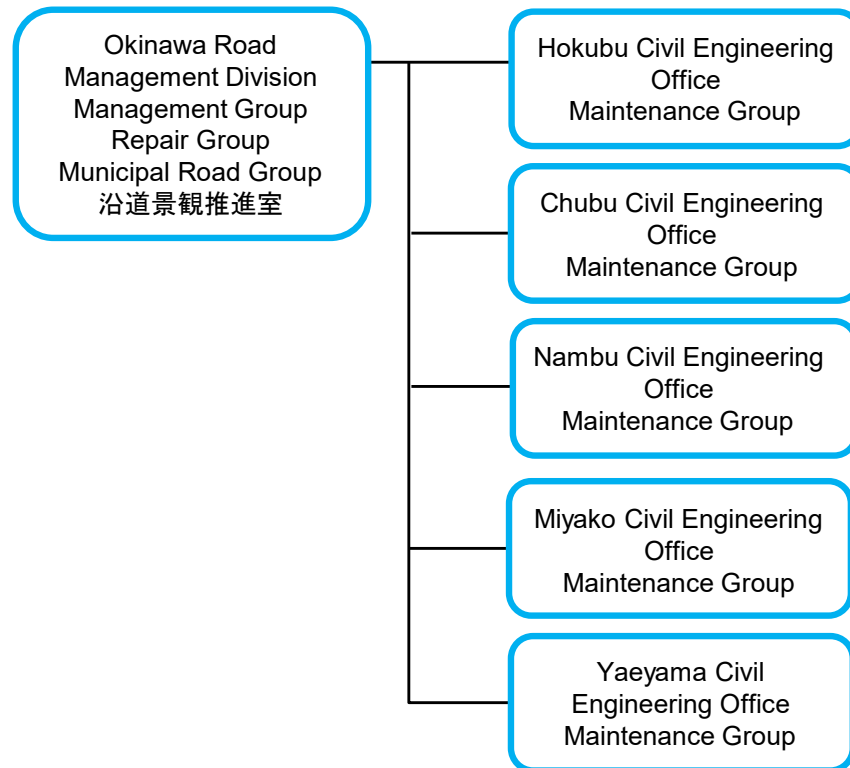 Okinawa Road
Management Division
Management Group
Repair Group
Municipal Road Group
沿道景観推進室
Hokubu Civil Engineering
Office
Maintenance Group
Chubu Civil Engineering
Office
Maintenance Group
Nambu Civil Engineering
Office
Maintenance Group
Miyako Civil Engineering
Office
Maintenance Group
Yaeyama Civil
Engineering Office
Maintenance Group